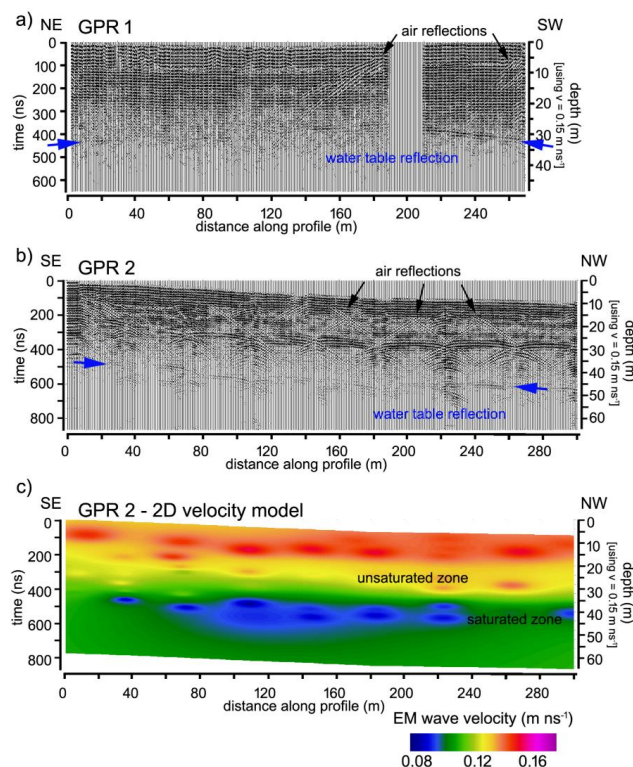 a) NE GPR 1 SW
air reflections
0
100
200
300
400
500
600
time (ns)
0
10
20
30
40
depth (m)
[using v = 0.15 m ns⁻¹]
water table reflection
0 40 80 120 160 200 240
distance along profile (m)
b) SE GPR 2 NW
air reflections
0
200
400
600
800
time (ns)
0
10
20
30
40
50
60
depth (m)
[using v = 0.15 m ns⁻¹]
water table reflection
0 40 80 120 160 200 240 280
distance along profile (m)
c)
SE NW
GPR 2 - 2D velocity model
0
200
400
600
800
time (ns)
0
10
20
30
40
50
60
depth (m)
[using v = 0.15 m ns⁻¹]
unsaturated zone
saturated zone
0 40 80 120 160 200 240 280
distance along profile (m)
EM wave velocity (m ns⁻¹)
0.08 0.12 0.16